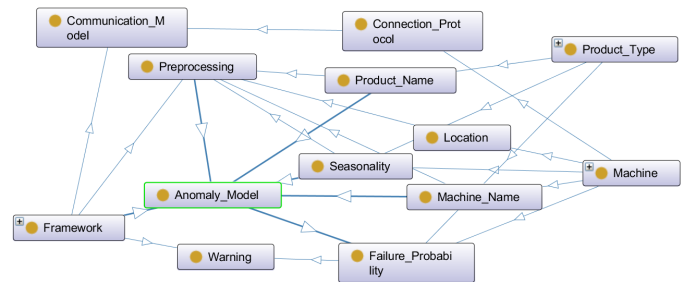 Communication_M
odel
Connection_Prot
ocol
Product_Type
Preprocessing
Product_Name
Location
Seasonality
Machine
Anomaly_Model
Machine_Name
Framework
Warning
Failure_Probabi
lity